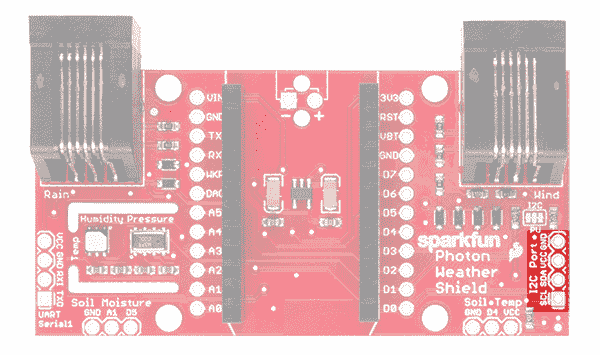 VIN
GND
TX
RX
WKP
DAC
A5
A4
A3
A2
A1
A0
- +
3V3
RST
VBT
GND
D7
D6
D5
D4
D3
D2
D1
D0
Rain
Wind
Humidity Pressure
Temp
VCC
GND
RXI
TXO
UART
Serial1
Soil Moisture
GND A1 D5
I2C
sparkfun
Photon
Weather
Shield
I2C Port
SCL SDA VCC GND
Soil Temp
GND D4 VCC